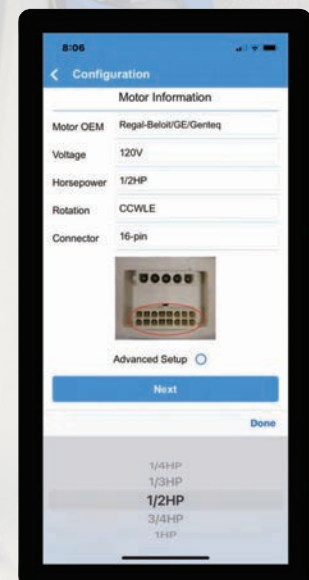 8:06
Configuration
Motor Information
Motor OEM Regal-Beloit/GE/Genteq
Voltage 120V
Horsepower 1/2HP
Rotation CCWLE
Connector 16-pin
Advanced Setup
Next
Done
1/4HP
1/3HP
1/2HP
3/4HP
1HP